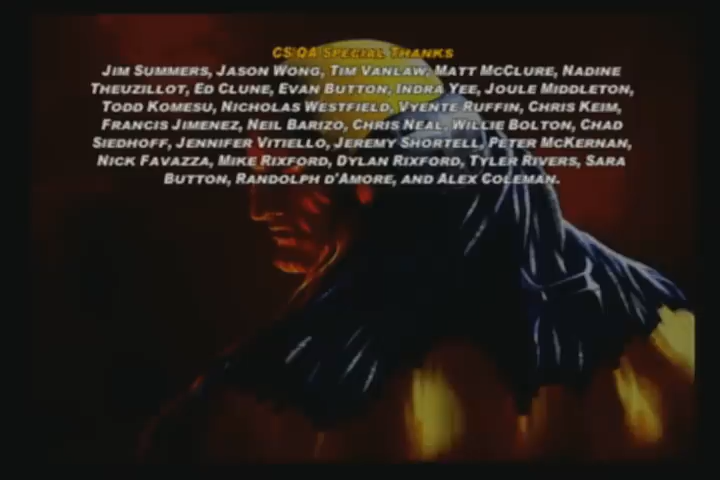 CS/QA Special Thanks
Jim Summers, Jason Wong, Tim Vanlaw, Matt McClure, Nadine
Theuzillot, Ed Clune, Evan Button, Indra Yee, Joule Middleton,
Todd Komesu, Nicholas Westfield, Vyente Ruffin, Chris Keim,
Francis Jimenez, Neil Barizo, Chris Neal, Willie Bolton, Chad
Siedhoff, Jennifer Vitiello, Jeremy Shortell, Peter McKernan,
Nick Favazza, Mike Rixford, Dylan Rixford, Tyler Rivers, Sara
Button, Randolph d'Amore, and Alex Coleman.